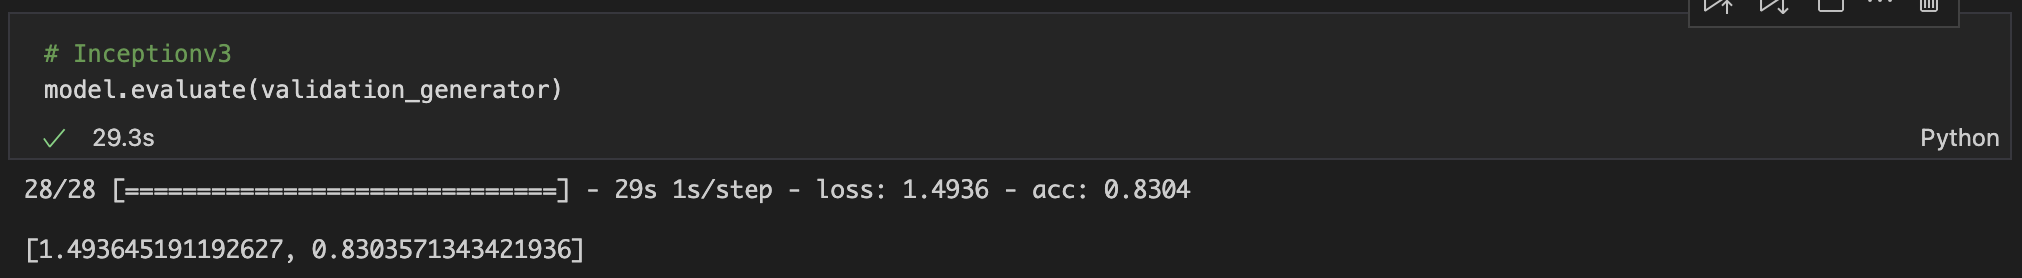 # Inceptionv3
model.evaluate(validation_generator)
29.3s
Python
28/28 [==============================] - 29s 1s/step - loss: 1.4936 - acc: 0.8304
[1.493645191192627, 0.8303571343421936]